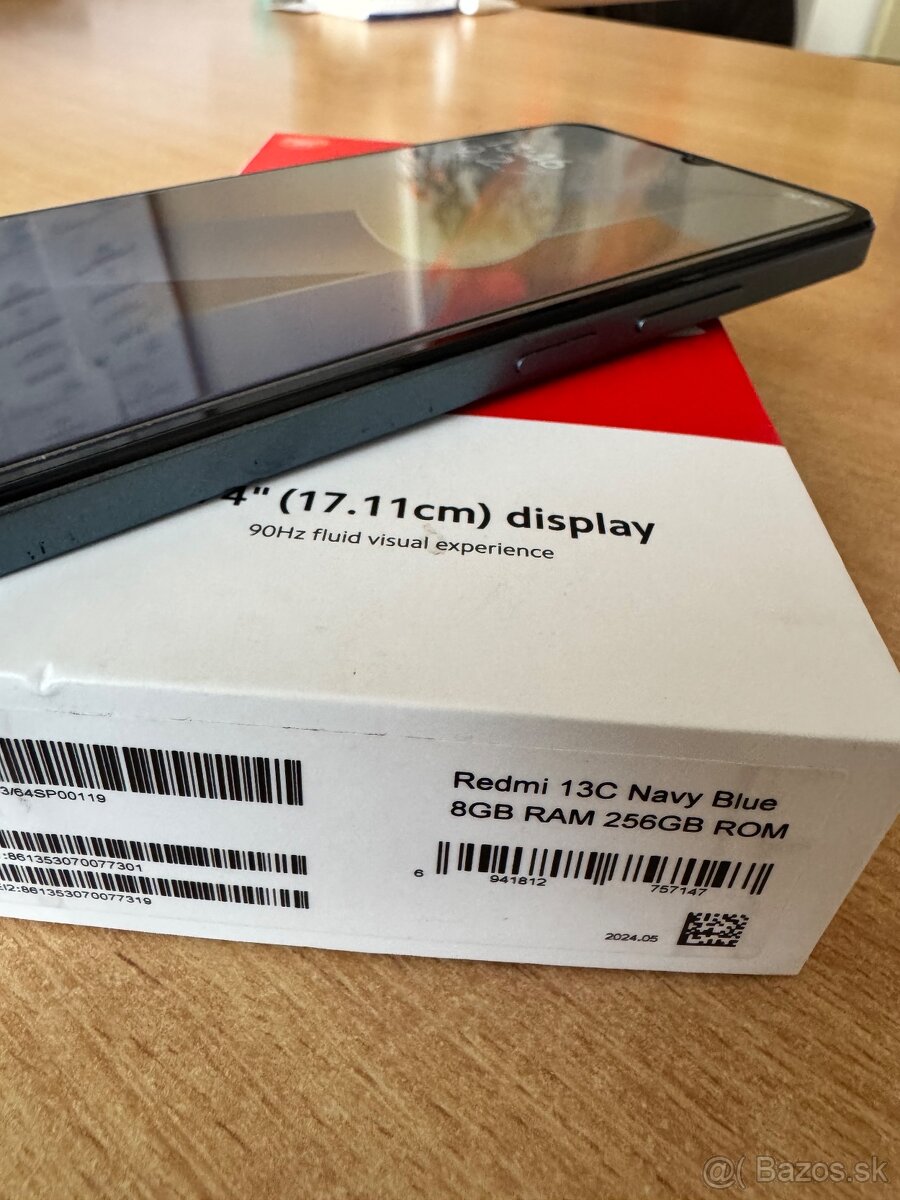 4" (17.11cm) display
90Hz fluid visual experience
3/64SP00119
:861353070077301
EI2:861353070077319
Redmi 13C Navy Blue
8GB RAM 256GB ROM
6 941812 757147
2024.05
@( Bazos.sk